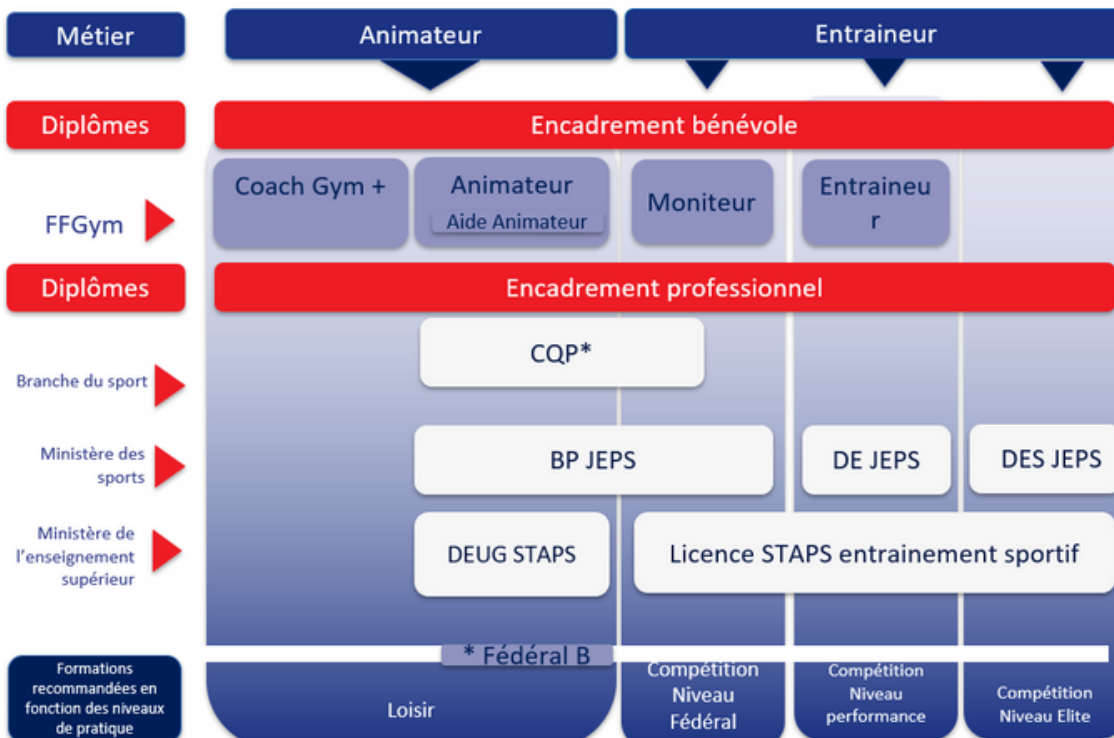 Métier
Animateur
Entraineur
Diplômes
Encadrement bénévole
FFGym
Coach Gym +
Animateur
Aide Animateur
Moniteur
Entraineu
r
Diplômes
Encadrement professionnel
Branche du sport
CQP*
Ministère des
sports
BP JEPS
DE JEPS
DES JEPS
Ministère de
l'enseignement
supérieur
DEUG STAPS
Licence STAPS entrainement sportif
* Fédéral B
Formations
recommandées en
fonction des niveaux
de pratique
Loisir
Compétition
Niveau
Fédéral
Compétition
Niveau
performance
Compétition
Niveau Elite